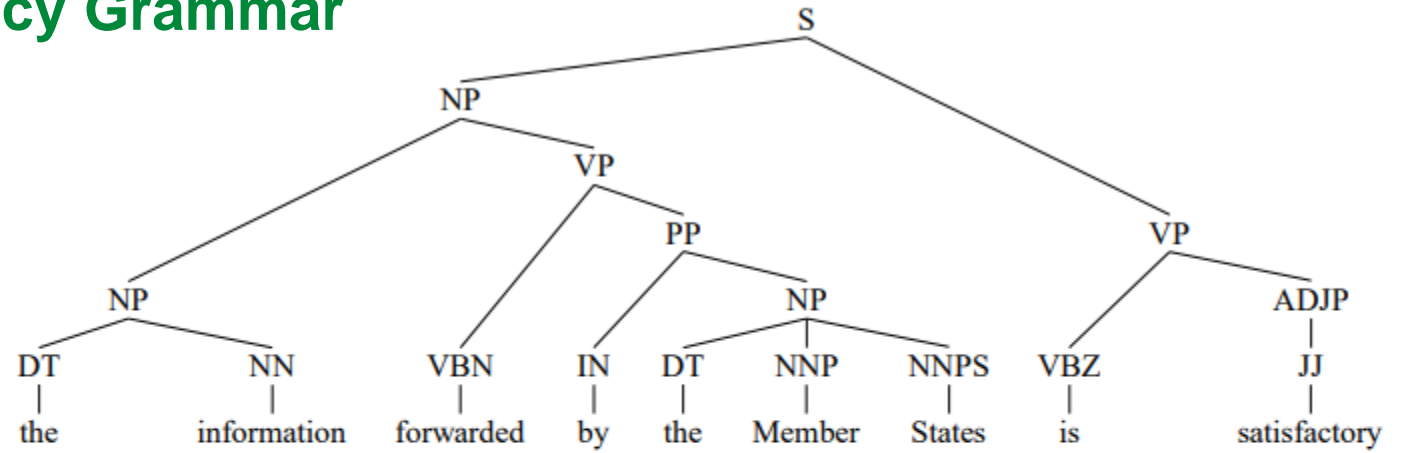 cy Grammar
S
NP
VP
PP
VP
NP
NP
ADJP
DT NN VBN IN DT NNP NNPS VBZ JJ
the information forwarded by the Member States is satisfactory